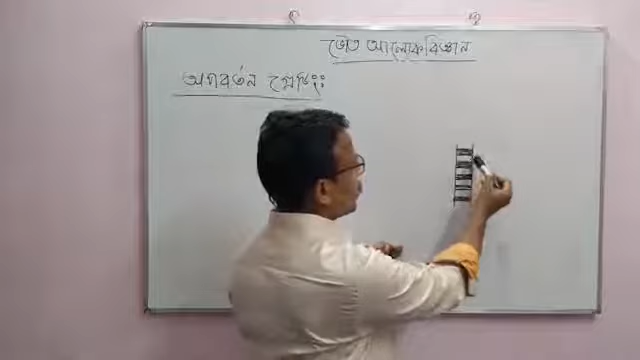 ভৌত আলোকবিজ্ঞান
অপবর্তন গ্রেটিংঃ